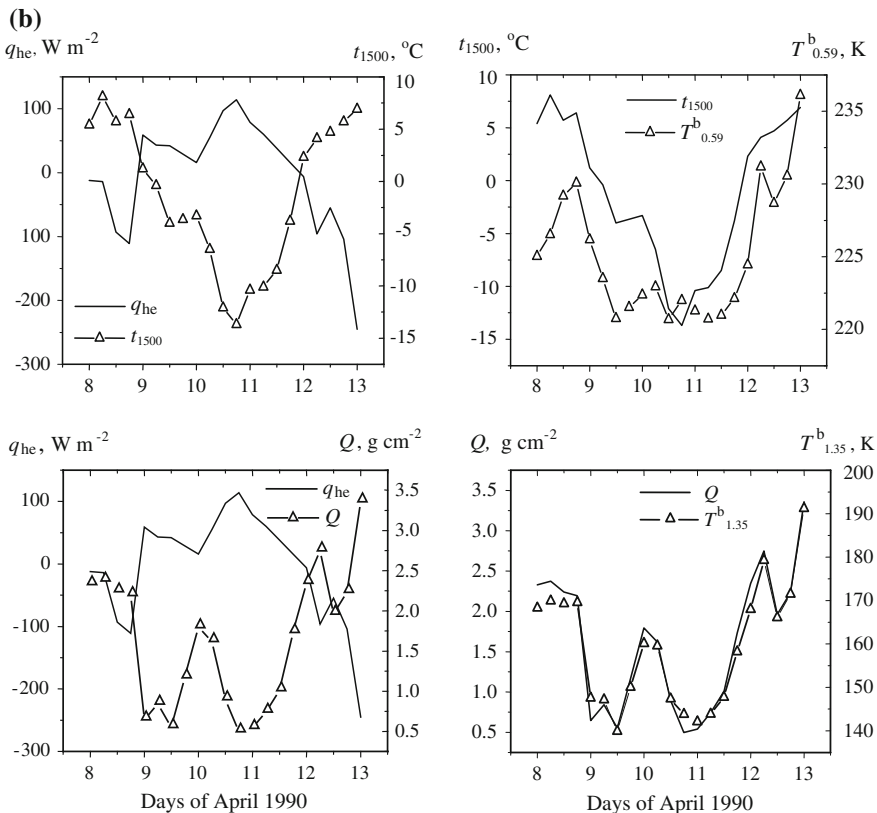 (b)
q_he, W m^-2
t_1500, °C
100
0
100
-200
-300
10
5
0
-5
-10
-15
q_he
t_1500
8 9 10 11 12 13
t_1500, °C
T^b_0.59, K
10
5
0
-5
-10
-15
235
230
225
220
t_1500
T^b_0.59
8 9 10 11 12 13
q_he, W m^-2
Q, g cm^-2
100
0
-100
-200
-300
3.5
3.0
2.5
2.0
1.5
1.0
0.5
q_he
Q
8 9 10 11 12 13
Days of April 1990
Q, g cm^-2
T^b_1.35, K
3.5
3.0
2.5
2.0
1.5
1.0
0.5
200
190
180
170
160
150
140
Q
T^b_1.35
8 9 10 11 12 13
Days of April 1990